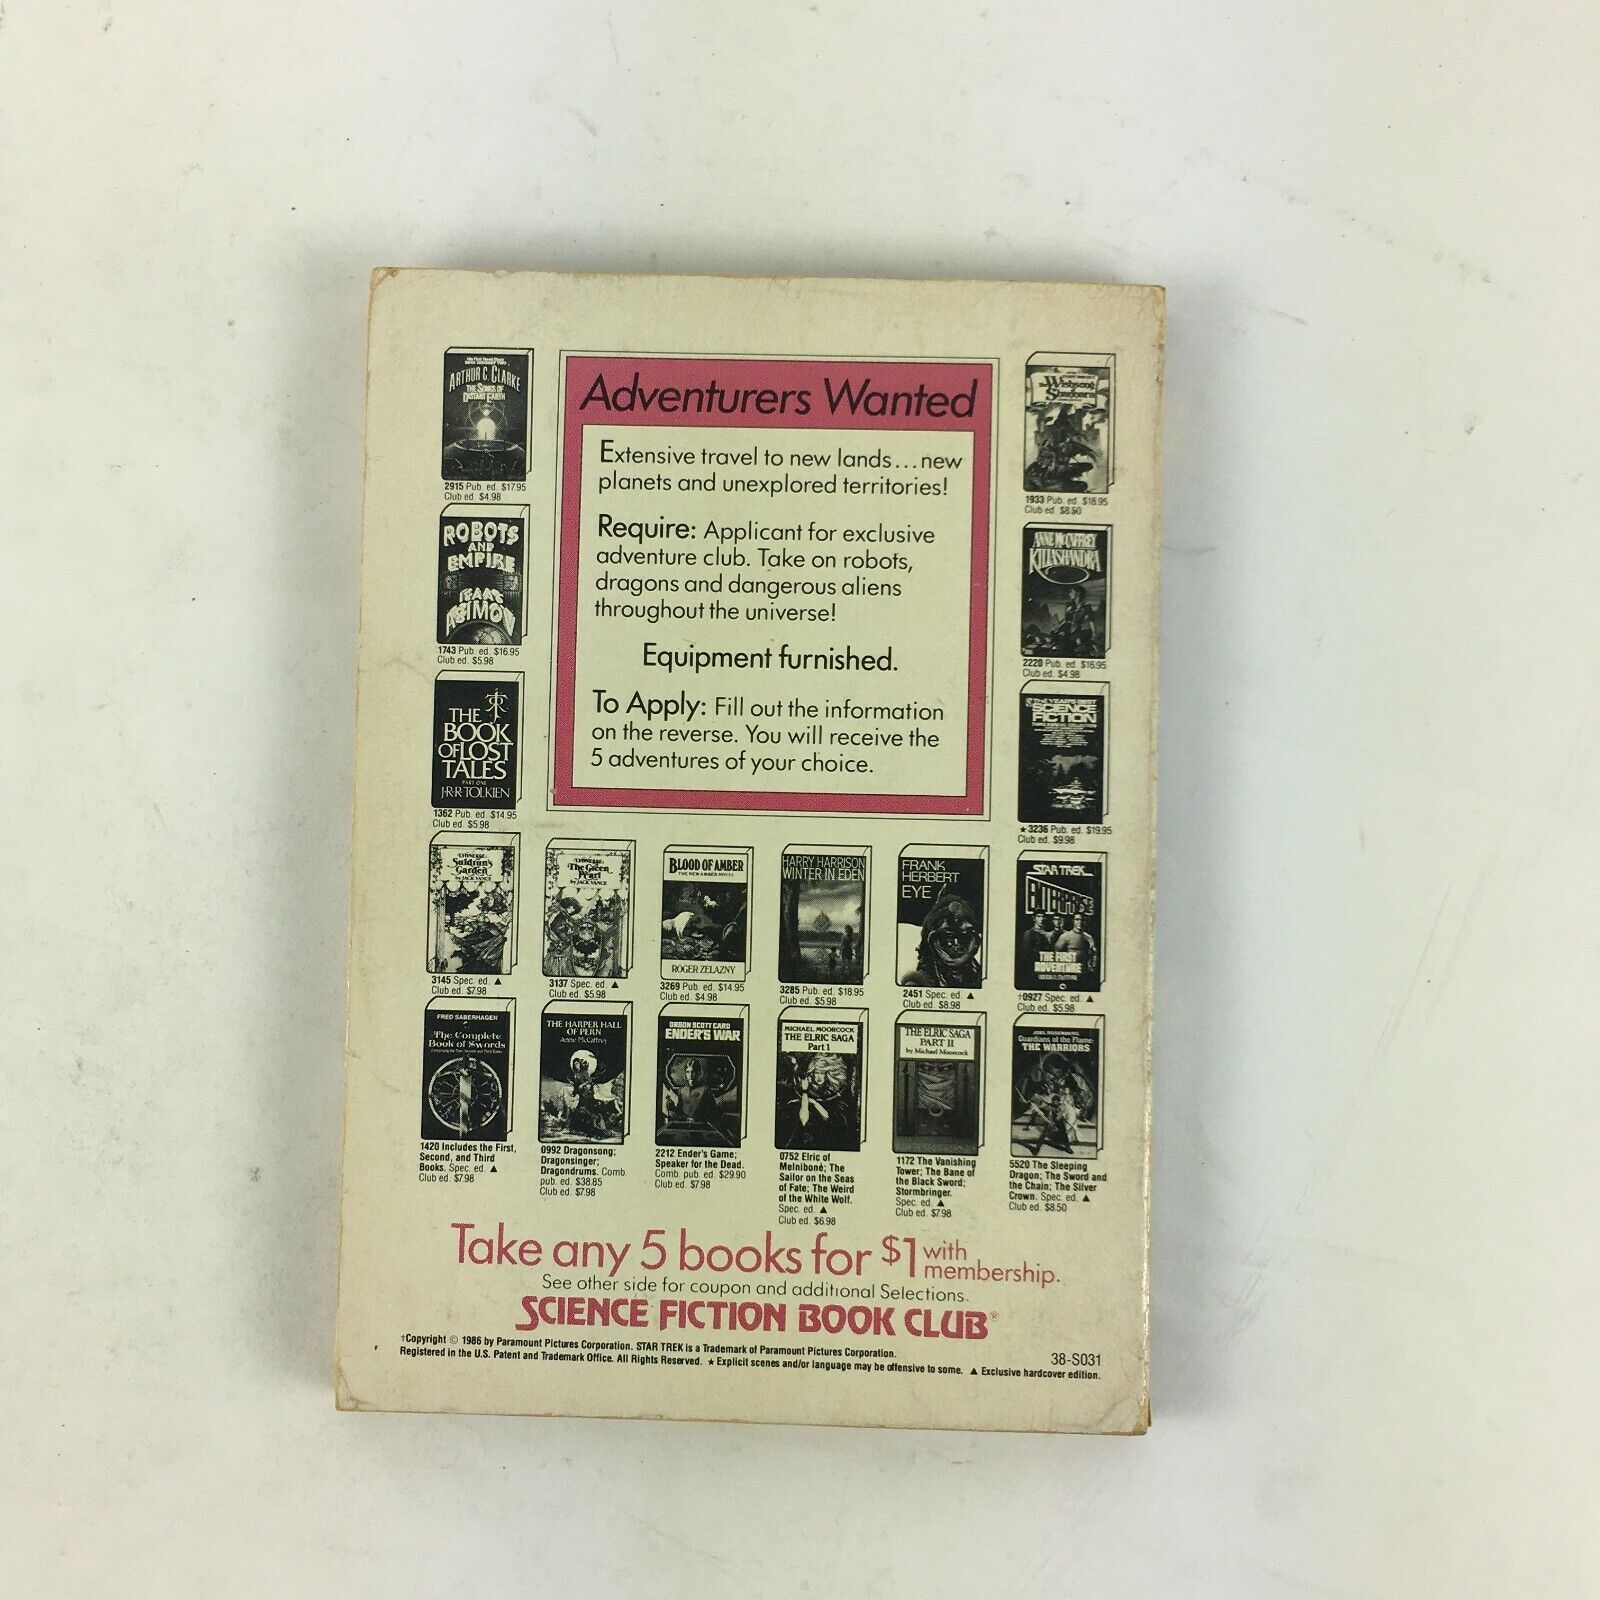 My First Novel Since
ARTHUR C. CLARKE
THE SONGS OF
DISTANT EARTH
2915 Pub. ed. $17.95
Club ed. $4.98
ROBOTS
AND
EMPIRE
ISAAC
ASIMOV
1743 Pub. ed. $16.95
Club ed. $5.98
THE
BOOK
OF LOST
TALES
PART ONE
J·R·R·TOLKIEN
1362 Pub. ed. $14.95
Club ed. $5.98
Adventurers Wanted
Extensive travel to new lands...new
planets and unexplored territories!
Require: Applicant for exclusive
adventure club. Take on robots,
dragons and dangerous aliens
throughout the universe!
Equipment furnished.
To Apply: Fill out the information
on the reverse. You will receive the
5 adventures of your choice.
1933 Pub. ed. $18.95
Club ed. $8.50
ANNE McCAFFREY
KILLASHANDRA
2220 Pub. ed. $16.95
Club ed. $4.98
THE YEAR'S BEST
SCIENCE
FICTION
★3236 Pub. ed. $19.95
Club ed. $9.98
LYONESSE
Suldrun's
Garden
by JACK VANCE
3145 Spec. ed. ▲
Club ed. $7.98
LYONESSE
The Green
Pearl
by JACK VANCE
3137 Spec. ed. ▲
Club ed. $5.98
BLOOD OF AMBER
THE NEW AMBER NOVEL
ROGER ZELAZNY
3269 Pub. ed. $14.95
Club ed. $4.98
HARRY HARRISON
WINTER IN EDEN
3285 Pub. ed. $18.95
Club ed. $5.98
FRANK
HERBERT
EYE
2451 Spec. ed. ▲
Club ed. $8.98
STAR TREK
ENTERPRISE
THE FIRST
ADVENTURE
†0927 Spec. ed. ▲
Club ed. $5.98
FRED SABERHAGEN
The Complete
Book of Swords
Comprising the First, Second and Third Books
1420 Includes the First,
Second, and Third
Books. Spec. ed. ▲
Club ed. $7.98
THE HARPER HALL
OF PERN
Anne McCaffrey
0992 Dragonsong;
Dragonsinger;
Dragondrums. Comb.
pub. ed. $38.85
Club ed. $7.98
ORSON SCOTT CARD
ENDER'S WAR
2212 Ender's Game;
Speaker for the Dead.
Comb. pub. ed. $29.90
Club ed. $7.98
MICHAEL MOORCOCK
THE ELRIC SAGA
Part I
0752 Elric of
Melniboné; The
Sailor on the Seas
of Fate; The Weird
of the White Wolf.
Spec. ed. ▲
Club ed. $6.98
THE ELRIC SAGA
PART II
by Michael Moorcock
1172 The Vanishing
Tower; The Bane of
the Black Sword;
Stormbringer.
Spec. ed. ▲
Club ed. $7.98
JOEL ROSENBERG
Guardians of the Flame:
THE WARRIORS
5520 The Sleeping
Dragon; The Sword and
the Chain; The Silver
Crown. Spec. ed. ▲
Club ed. $8.50
Take any 5 books for $1 with
membership.
See other side for coupon and additional Selections.
SCIENCE FICTION BOOK CLUB®
†Copyright © 1986 by Paramount Pictures Corporation. STAR TREK is a Trademark of Paramount Pictures Corporation.
Registered in the U.S. Patent and Trademark Office. All Rights Reserved. ★ Explicit scenes and/or language may be offensive to some. ▲ Exclusive hardcover edition.
38-S031